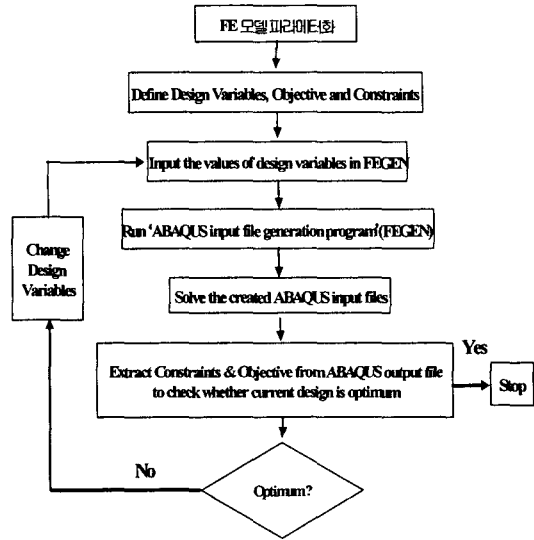 FE 모델 파라메터화
Define Design Variables, Objective and Constraints
Input the values of design variables in FEGEN
Run 'ABAQUS input file generation program'(FEGEN)
Change
Design
Variables
Solve the created ABAQUS input files
Yes
Extract Constraints & Objective from ABAQUS output file
to check whether current design is optimum
Stop
No
Optimum?